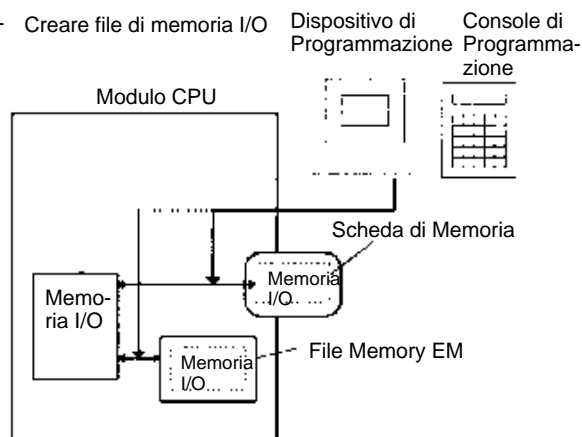 - Creare file di memoria I/O
Dispositivo di
Programmazione
Console di
Programma-
zione
Modulo CPU
Scheda di Memoria
Memoria
I/O
Memo-
ria I/O
File Memory EM
Memoria
I/O